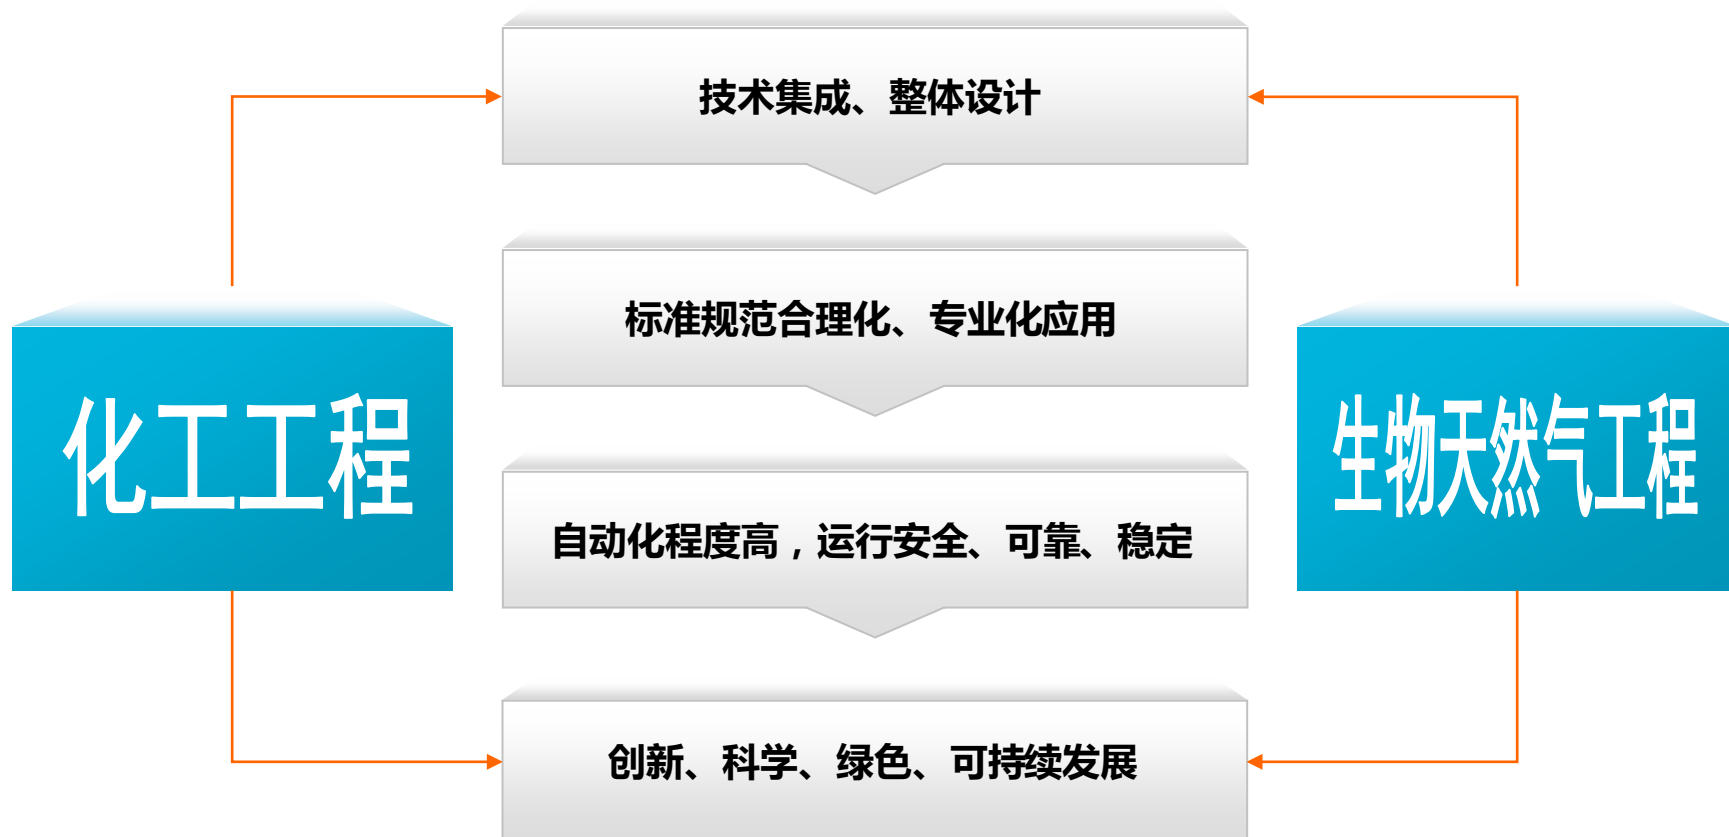 技术集成、整体设计
标准规范合理化、专业化应用
化工工程
生物天然气工程
自动化程度高，运行安全、可靠、稳定
创新、科学、绿色、可持续发展